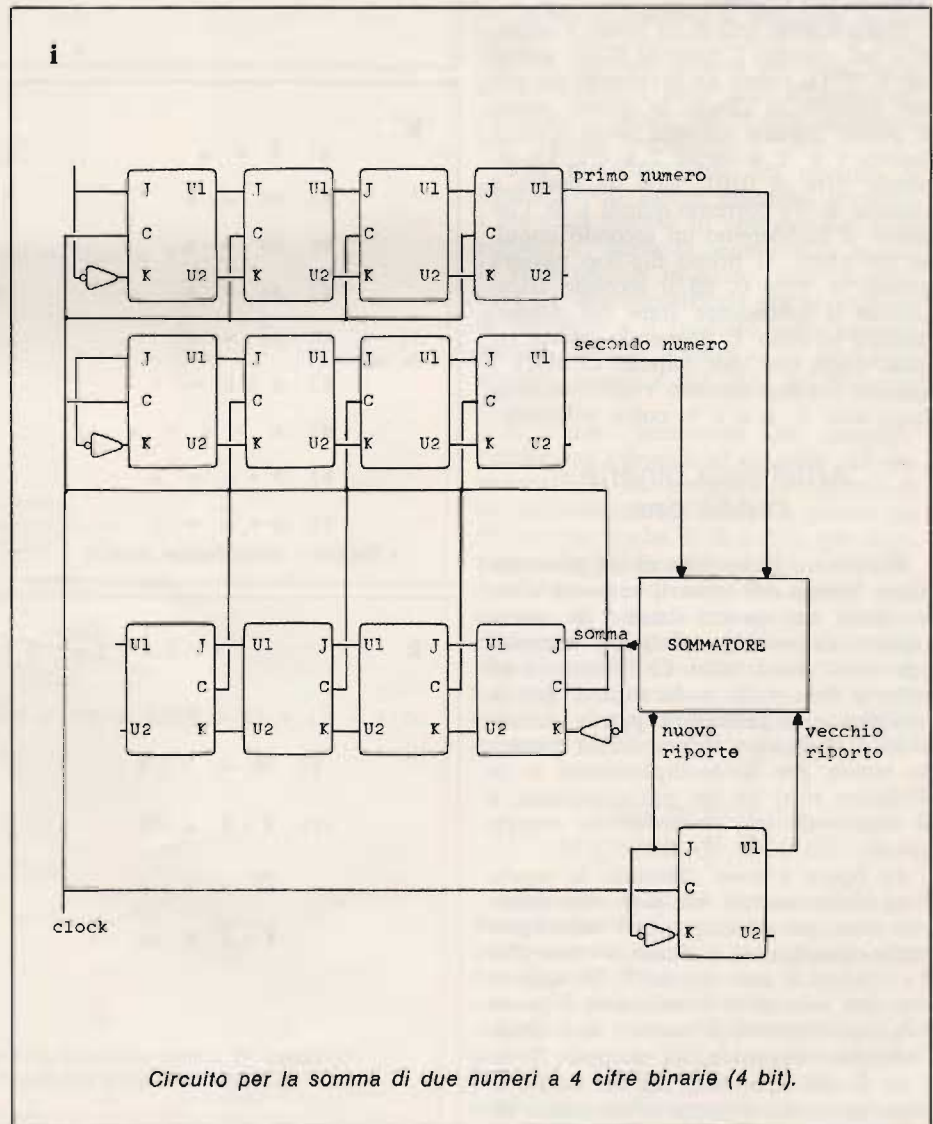 i
J U1 J U1 J U1 J U1 primo numero
C C C C
K U2 K U2 K U2 K U2
J U1 J U1 J U1 J U1 secondo numero
C C C C
K U2 K U2 K U2 K U2
U1 J U1 J U1 J U1 J somma SOMMATORE
C C C C
U2 K U2 K U2 K U2 K
nuovo riporto
vecchio riporto
J U1
C
K U2
clock
Circuito per la somma di due numeri a 4 cifre binarie (4 bit).